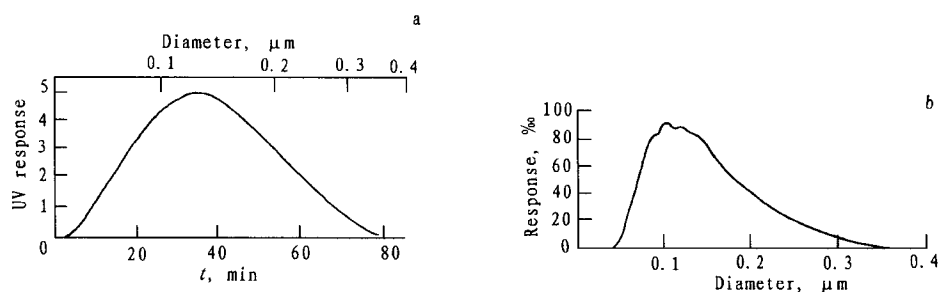 a
Diameter, μm
0.1 0.2 0.3 0.4
5
4
3
2
1
0
UV response
20 40 60 80
t, min
b
100
80
60
40
20
0
Response, ‰
0.1 0.2 0.3 0.4
Diameter, μm